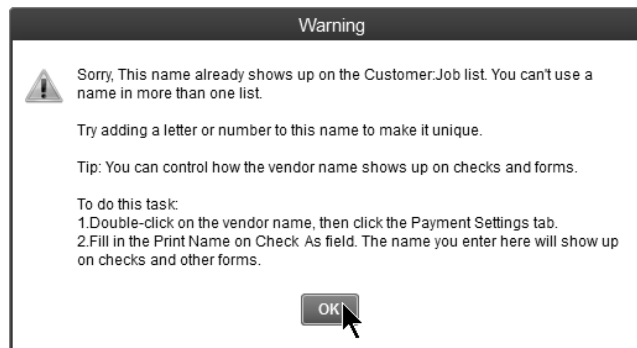 Warning
Sorry, This name already shows up on the Customer:Job list. You can't use a
name in more than one list.
Try adding a letter or number to this name to make it unique.
Tip: You can control how the vendor name shows up on checks and forms.
To do this task:
1.Double-click on the vendor name, then click the Payment Settings tab.
2.Fill in the Print Name on Check As field. The name you enter here will show up
on checks and other forms.
OK